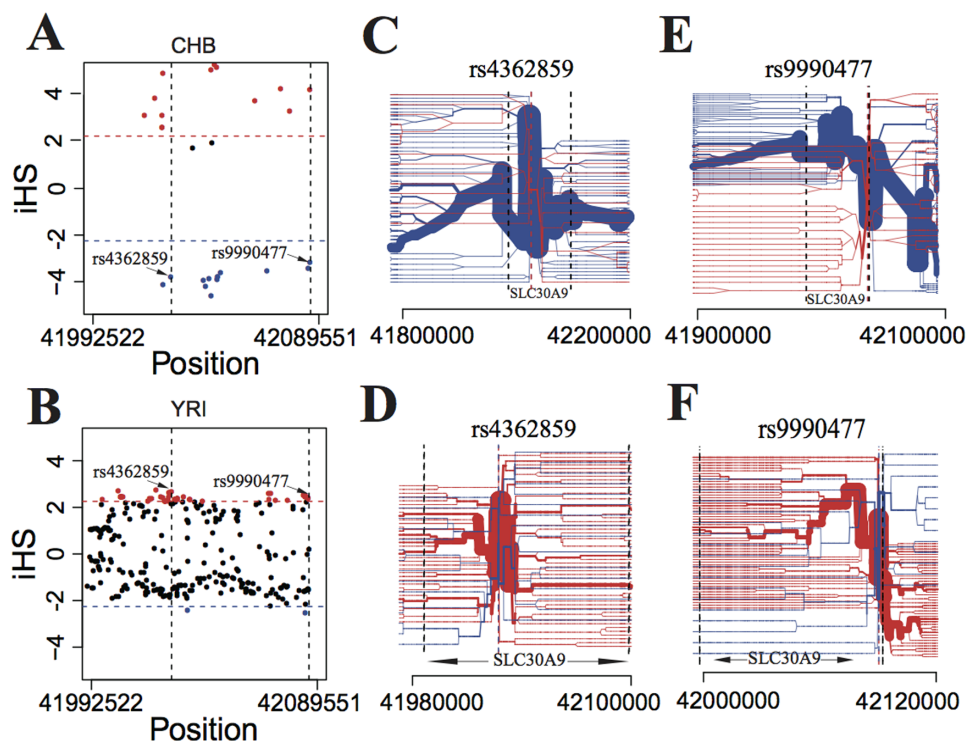 A
CHB
iHS
4
2
0
−2
−4
rs4362859
rs9990477
41992522
42089551
Position
C
rs4362859
SLC30A9
41800000
42200000
E
rs9990477
SLC30A9
41900000
42100000
B
YRI
iHS
4
2
0
−2
−4
rs4362859
rs9990477
41992522
42089551
Position
D
rs4362859
SLC30A9
41980000
42100000
F
rs9990477
SLC30A9
42000000
42120000